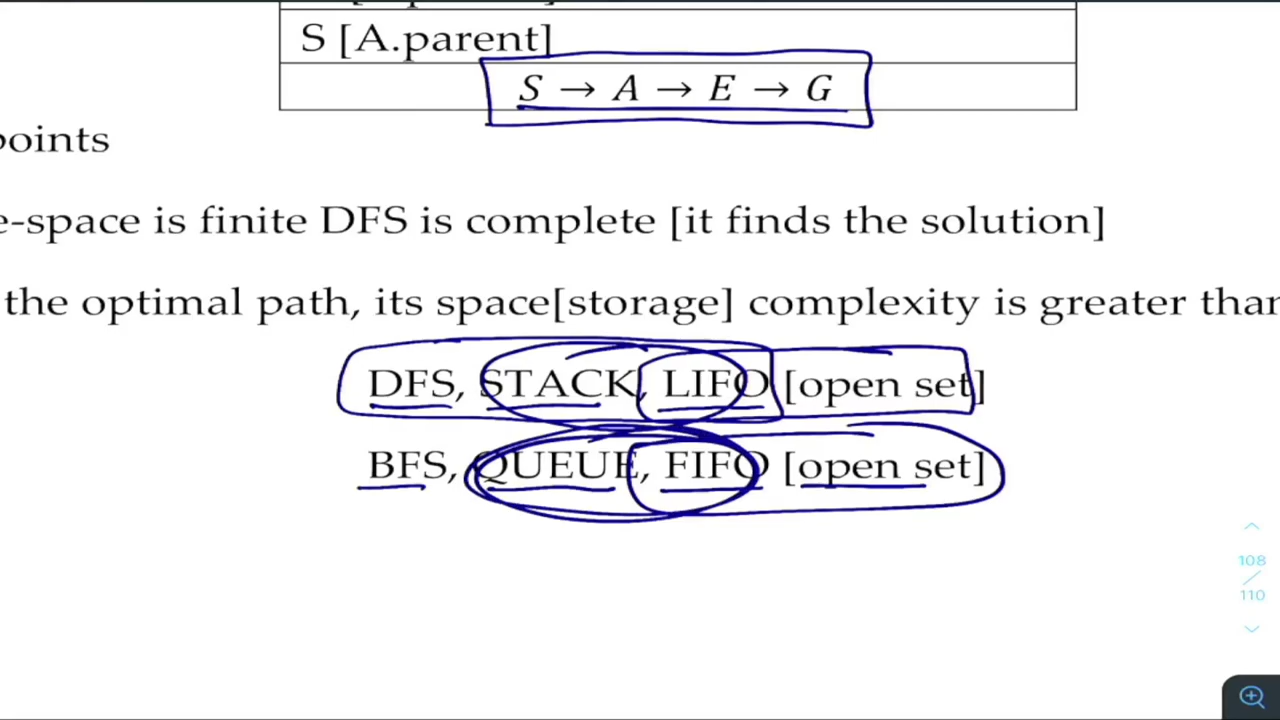 S [A.parent]
S → A → E → G
points
e-space is finite DFS is complete [it finds the solution]
the optimal path, its space[storage] complexity is greater than
DFS, STACK, LIFO [open set]
BFS, QUEUE, FIFO [open set]
108
/
110